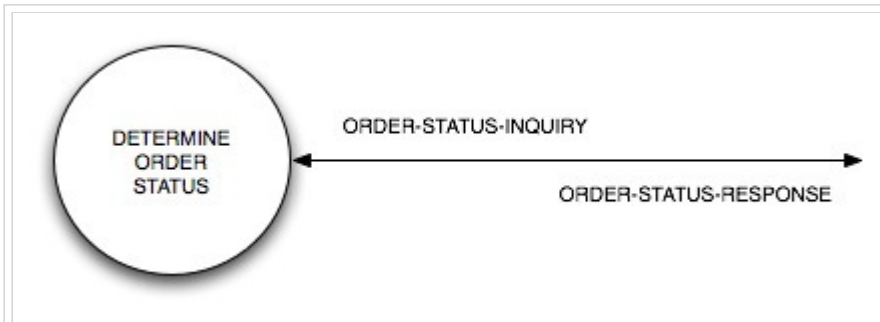 DETERMINE
ORDER
STATUS
ORDER-STATUS-INQUIRY
ORDER-STATUS-RESPONSE